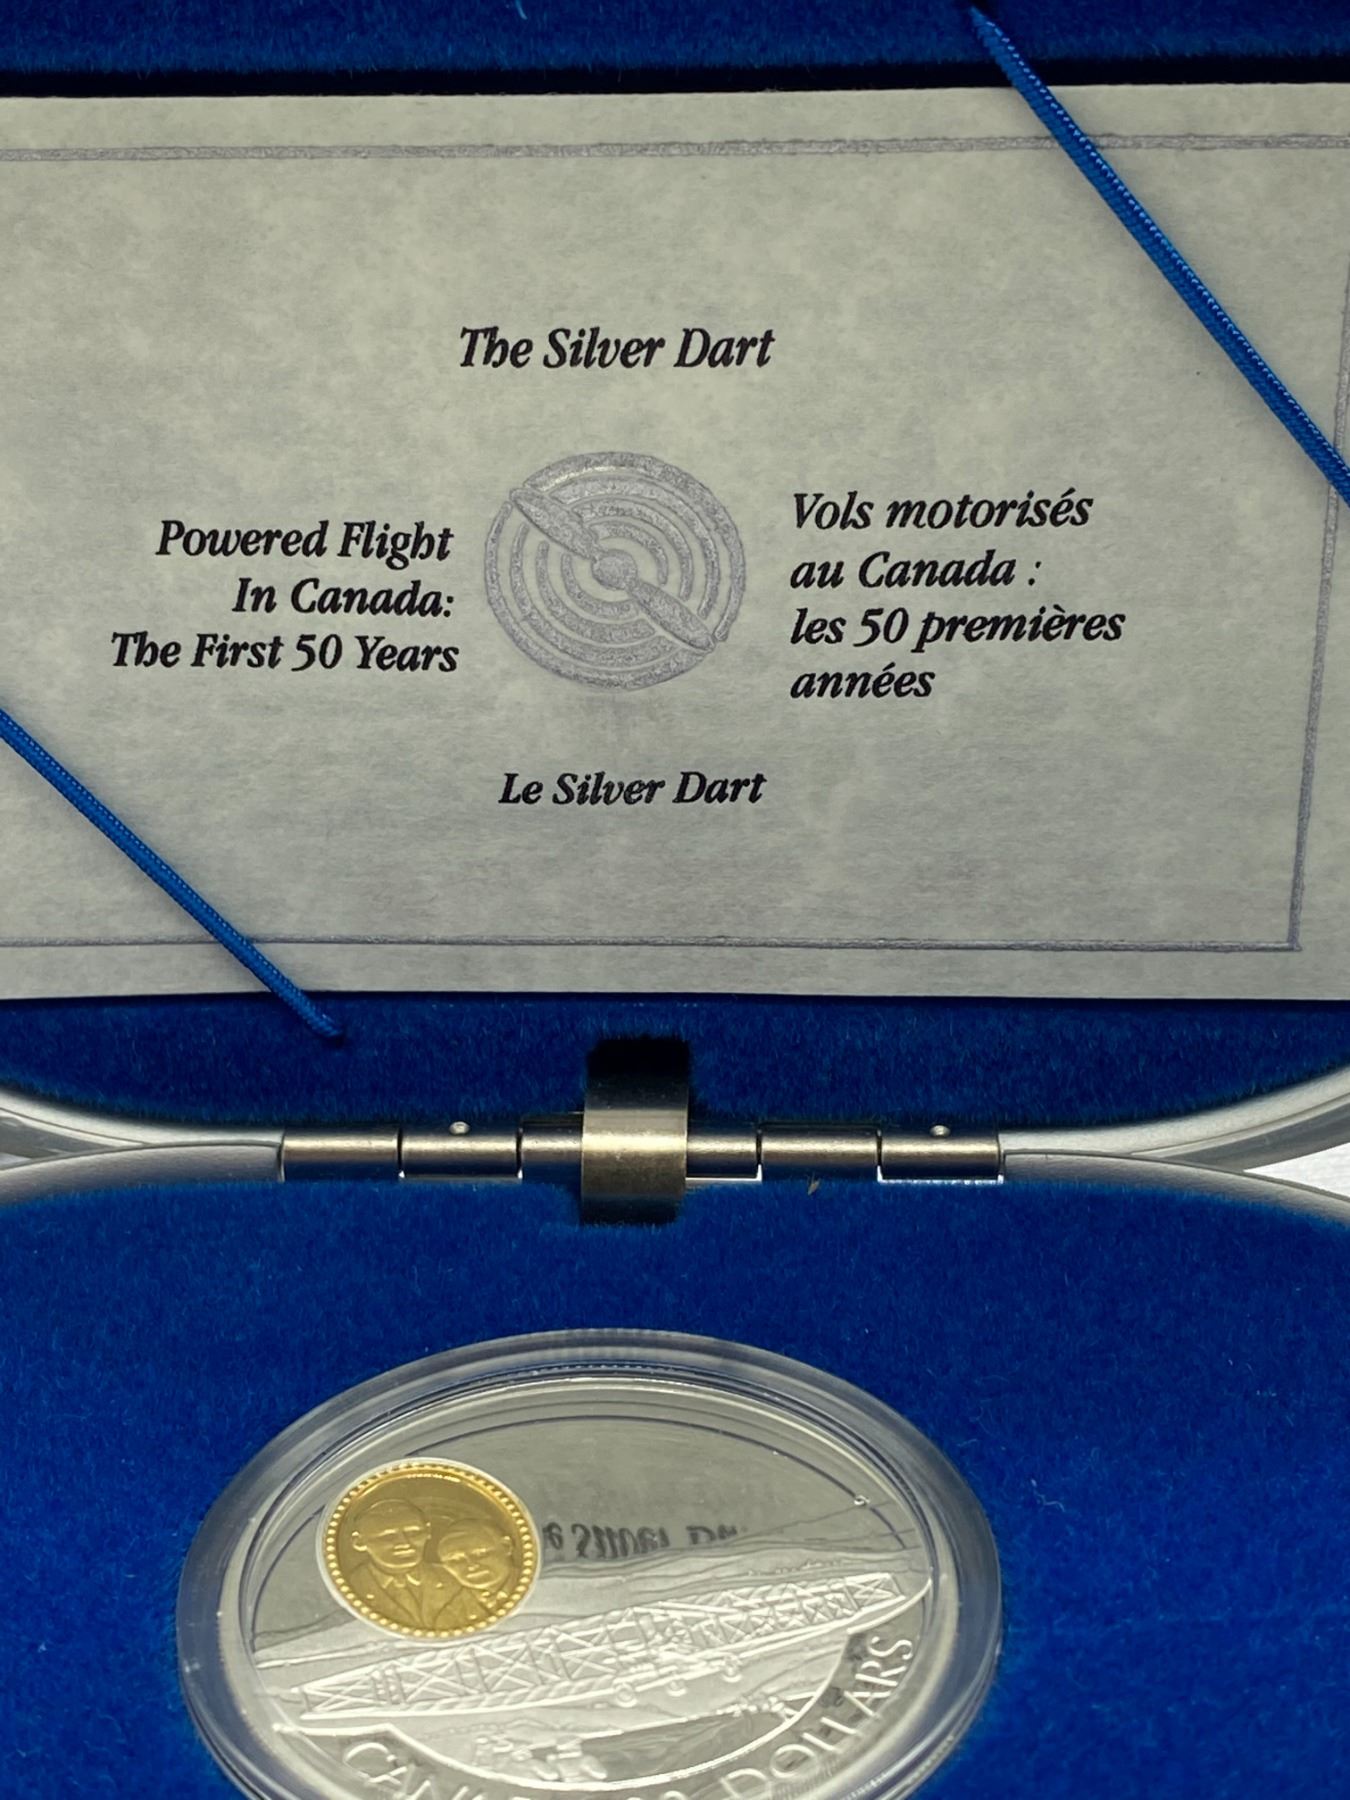 The Silver Dart
Powered Flight
In Canada:
The First 50 Years
Vols motorisés
au Canada :
les 50 premières
années
Le Silver Dart
DOLLARS